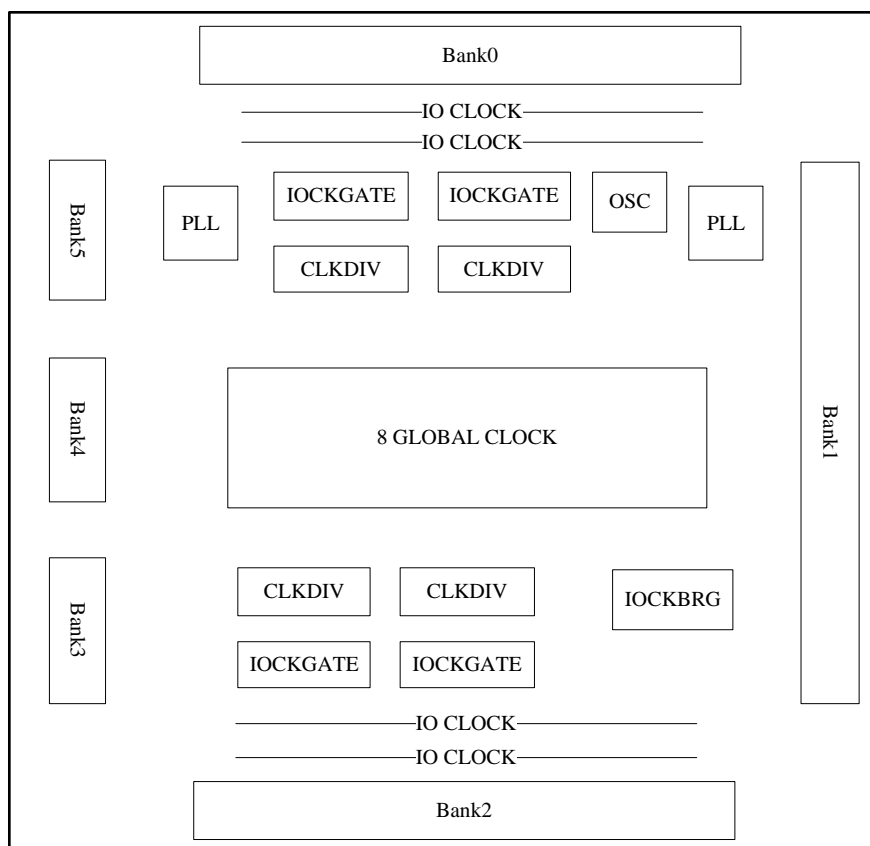 Bank0
IO CLOCK
IO CLOCK
Bank5
PLL
IOCKGATE
IOCKGATE
OSC
PLL
CLKDIV
CLKDIV
Bank4
8 GLOBAL CLOCK
Bank1
Bank3
CLKDIV
CLKDIV
IOCKBRG
IOCKGATE
IOCKGATE
IO CLOCK
IO CLOCK
Bank2